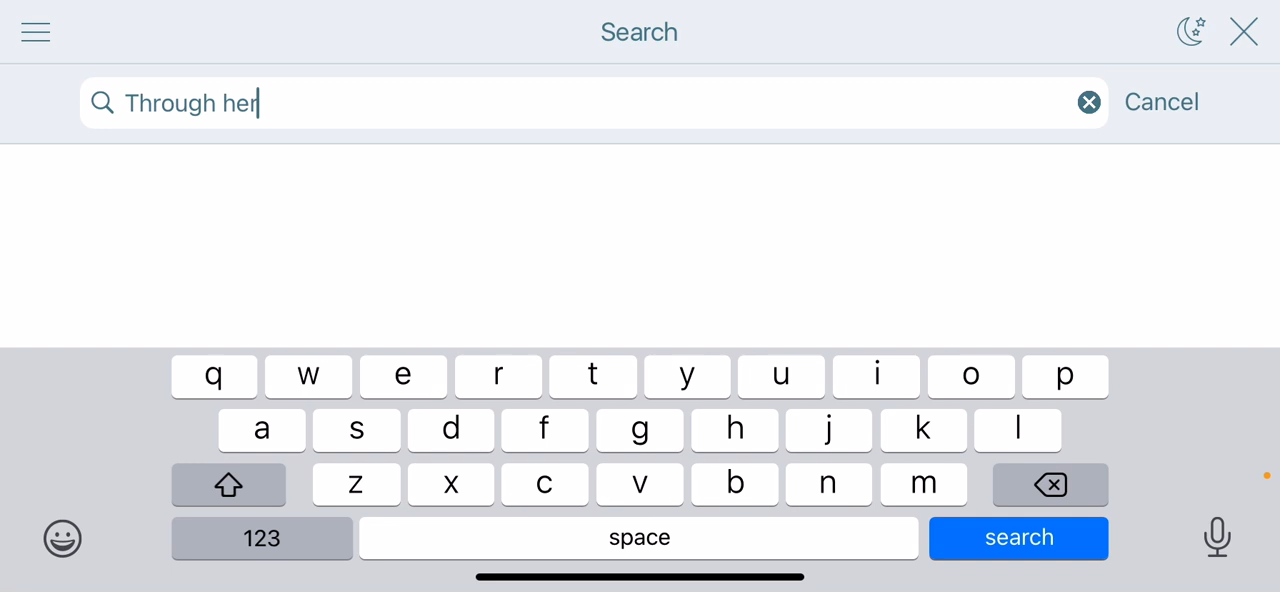 Search
Through her
Cancel
q w e r t y u i o p
a s d f g h j k l
z x c v b n m
123 space search